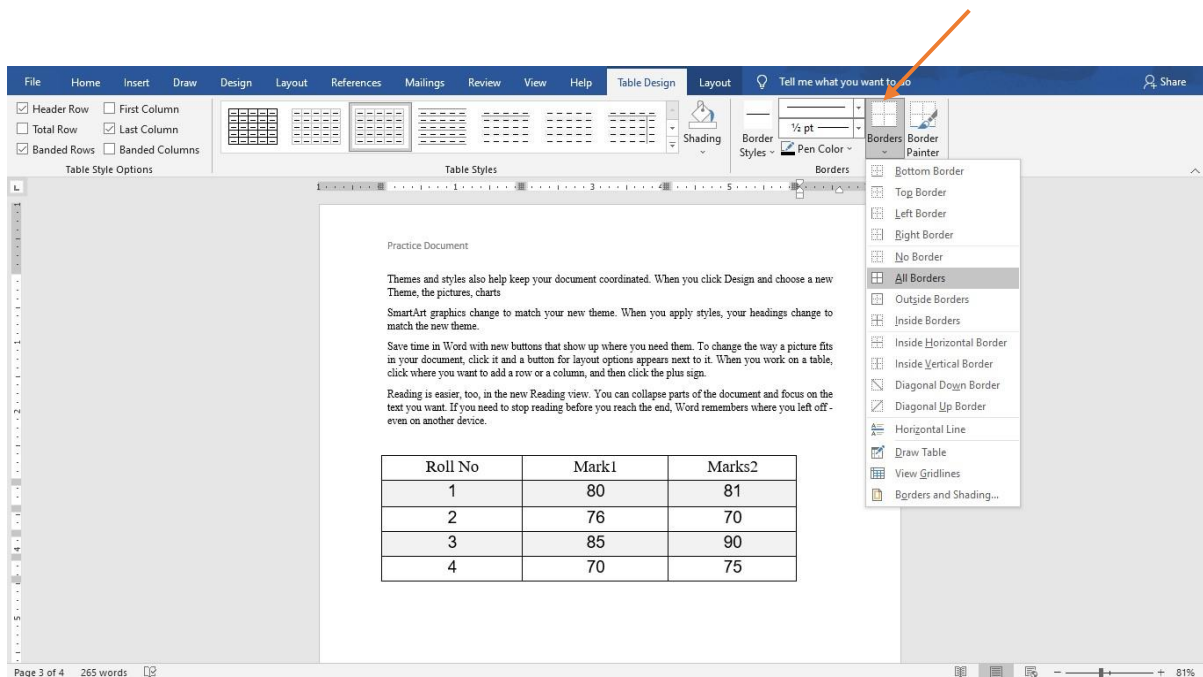 File Home Insert Draw Design Layout References Mailings Review View Help Table Design Layout Tell me what you want to do Share
Header Row First Column
Total Row Last Column
Banded Rows Banded Columns
Table Style Options
Table Styles
Shading
Border Styles
½ pt
Pen Color
Borders
Border Painter
Borders
Bottom Border
Top Border
Left Border
Right Border
No Border
All Borders
Outside Borders
Inside Borders
Inside Horizontal Border
Inside Vertical Border
Diagonal Down Border
Diagonal Up Border
Horizontal Line
Draw Table
View Gridlines
Borders and Shading...
1 1 3 5
Practice Document
Themes and styles also help keep your document coordinated. When you click Design and choose a new
Theme, the pictures, charts
SmartArt graphics change to match your new theme. When you apply styles, your headings change to
match the new theme.
Save time in Word with new buttons that show up where you need them. To change the way a picture fits
in your document, click it and a button for layout options appears next to it. When you work on a table,
click where you want to add a row or a column, and then click the plus sign.
Reading is easier, too, in the new Reading view. You can collapse parts of the document and focus on the
text you want. If you need to stop reading before you reach the end, Word remembers where you left off -
even on another device.
Roll No Mark1 Marks2
1 80 81
2 76 70
3 85 90
4 70 75
Page 3 of 4 265 words 81%